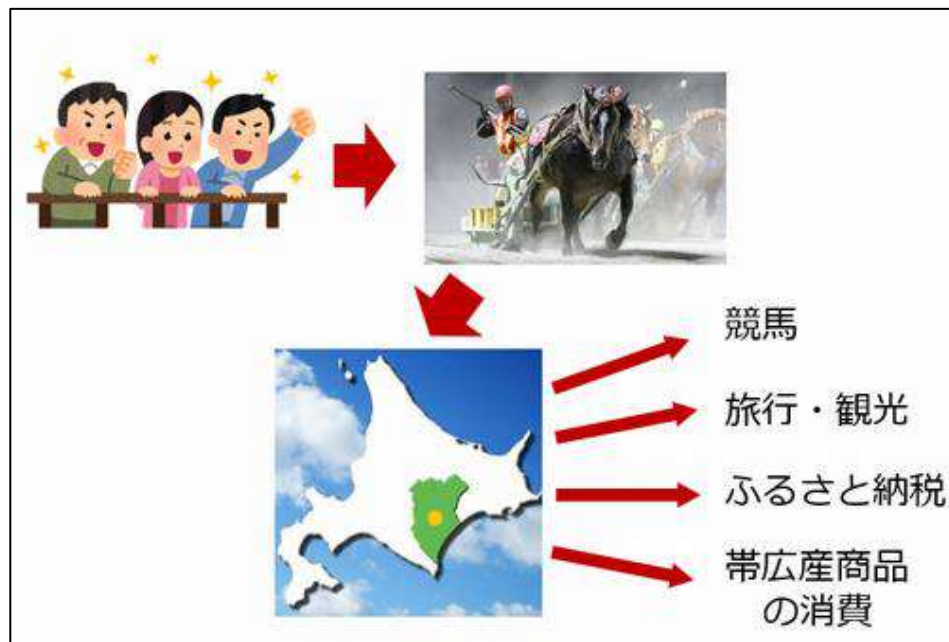 競馬
旅行・観光
ふるさと納税
帯広産商品
の消費